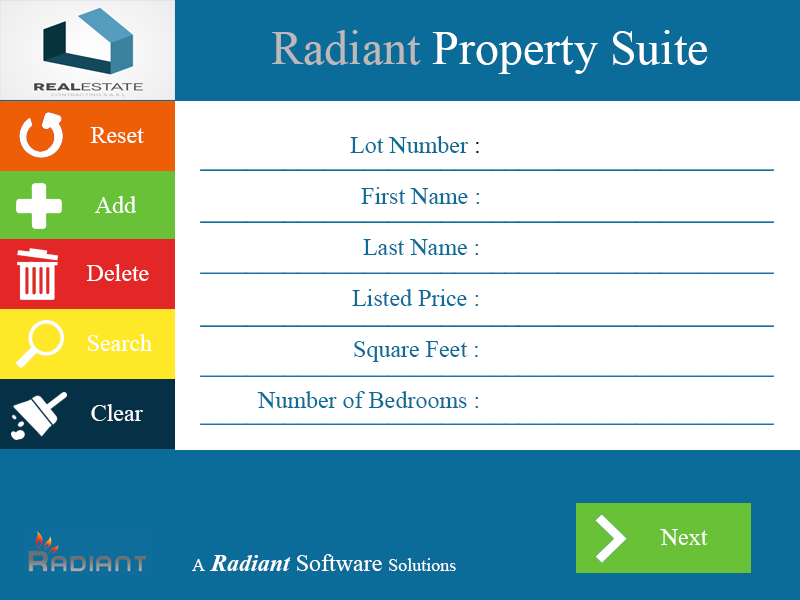 Radiant Property Suite
REALESTATE
CONTRACTING S.A.R.L
Reset
Add
Delete
Search
Clear
Lot Number :
First Name :
Last Name :
Listed Price :
Square Feet :
Number of Bedrooms :
Next
RADIANT
A Radiant Software Solutions